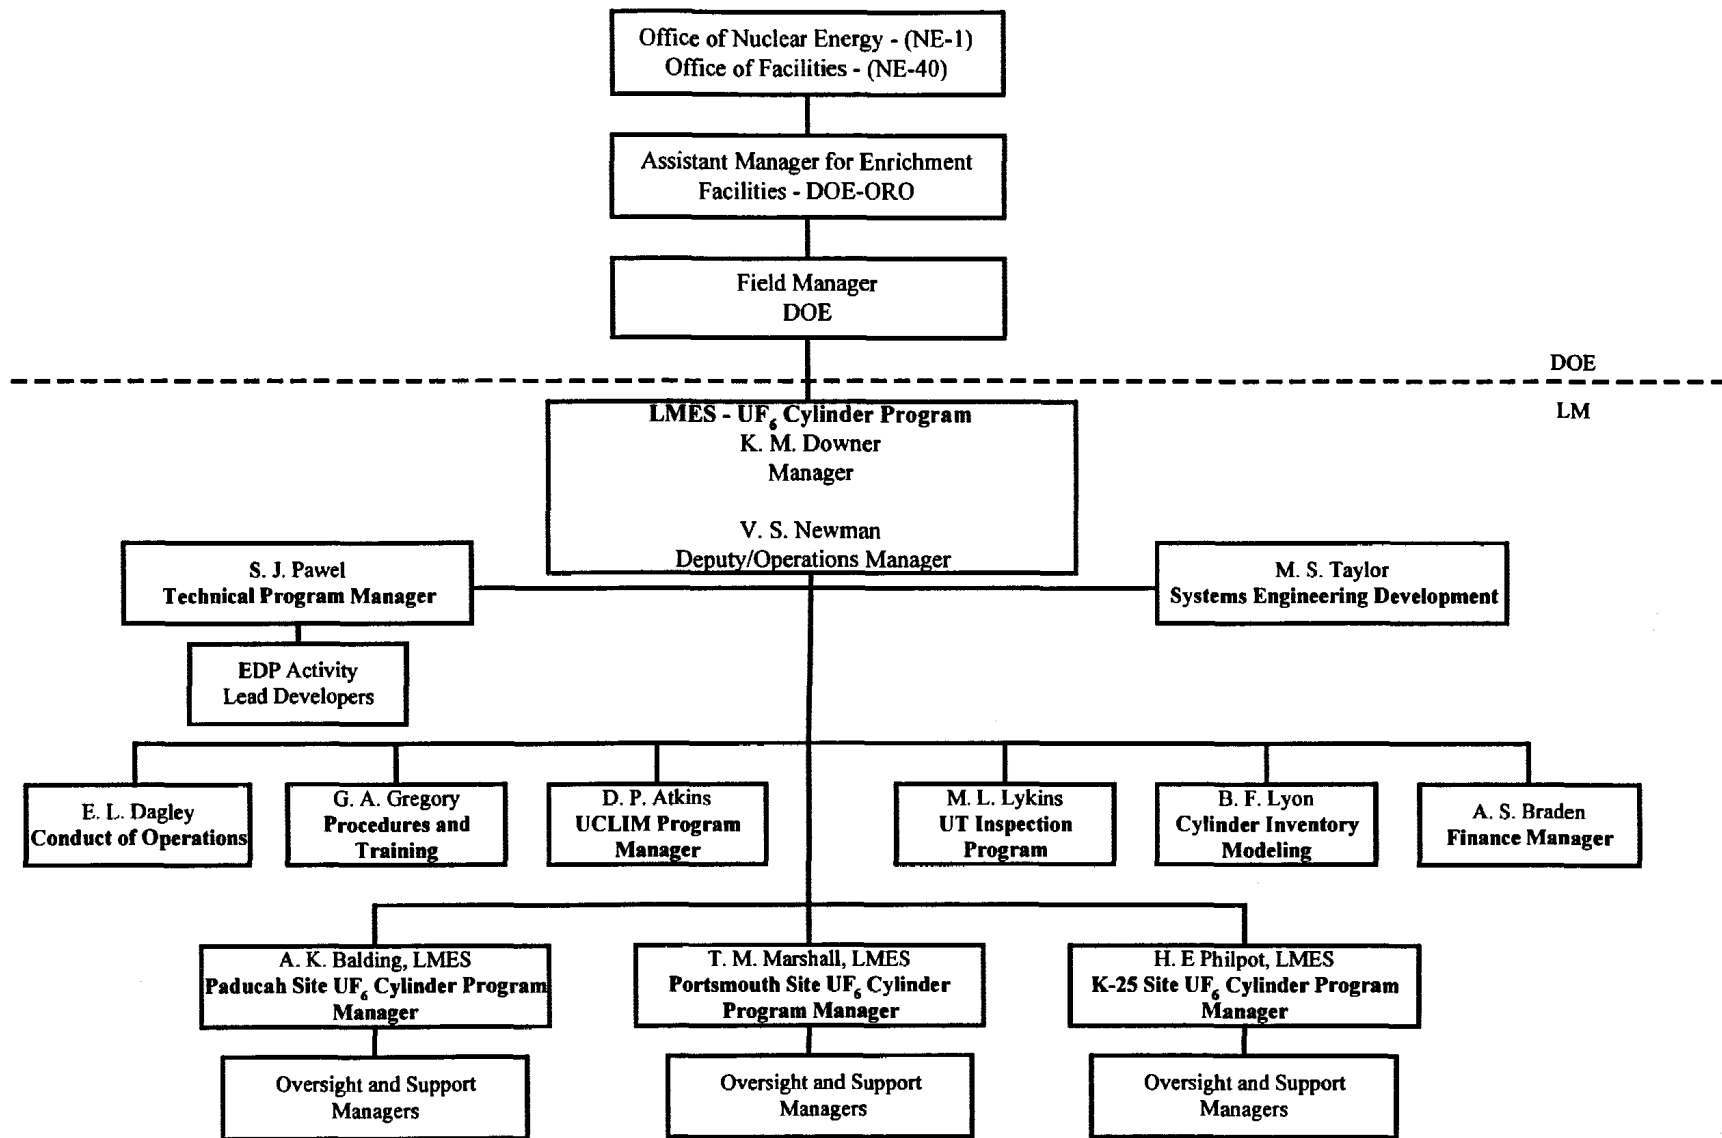 Office of Nuclear Energy - (NE-1)
Office of Facilities - (NE-40)
Assistant Manager for Enrichment
Facilities - DOE-ORO
Field Manager
DOE
DOE
LM
LMES - UF₆ Cylinder Program
K. M. Downer
Manager
V. S. Newman
Deputy/Operations Manager
S. J. Pawel
Technical Program Manager
M. S. Taylor
Systems Engineering Development
EDP Activity
Lead Developers
E. L. Dagley
Conduct of Operations
G. A. Gregory
Procedures and
Training
D. P. Atkins
UCLIM Program
Manager
M. L. Lykins
UT Inspection
Program
B. F. Lyon
Cylinder Inventory
Modeling
A. S. Braden
Finance Manager
A. K. Balding, LMES
Paducah Site UF₆ Cylinder Program
Manager
T. M. Marshall, LMES
Portsmouth Site UF₆ Cylinder
Program Manager
H. E Philpot, LMES
K-25 Site UF₆ Cylinder Program
Manager
Oversight and Support
Managers
Oversight and Support
Managers
Oversight and Support
Managers